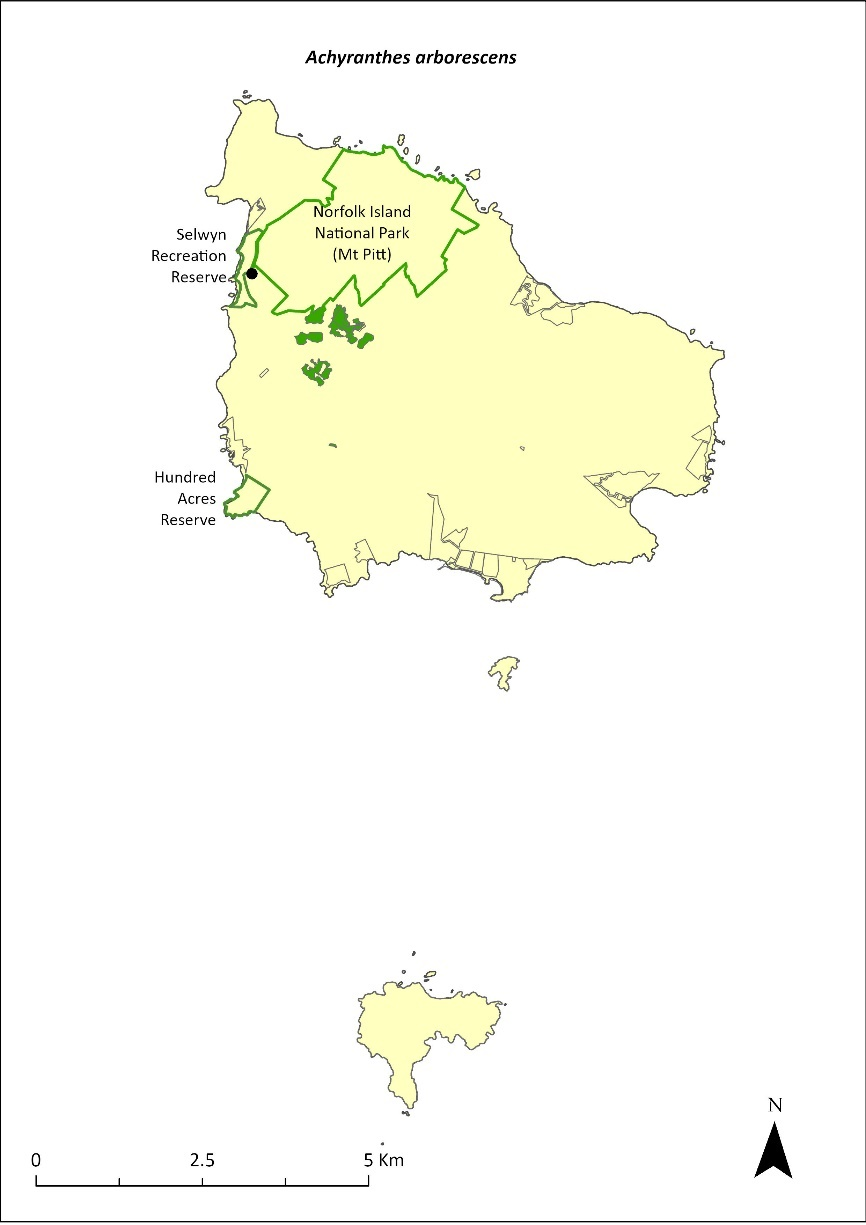 Achyranthes arborescens
Norfolk Island
National Park
(Mt Pitt)
Selwyn
Recreation
Reserve
Hundred
Acres
Reserve
N
0 2.5 5 Km